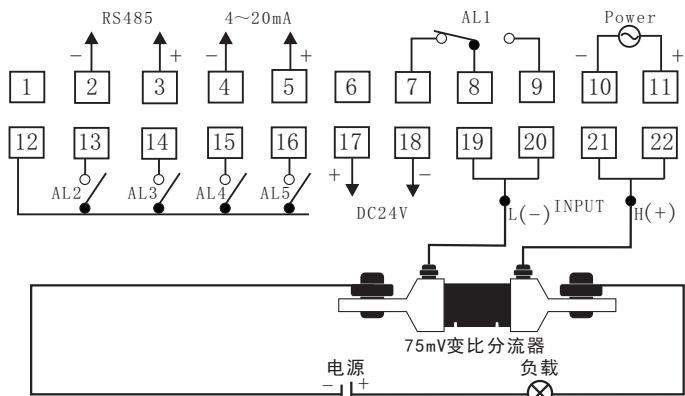 RS485 4～20mA AL1 Power
− + − + − +
1 2 3 4 5 6 7 8 9 10 11
12 13 14 15 16 17 18 19 20 21 22
AL2 AL3 AL4 AL5 + −
DC24V L(−) INPUT H(+)
75mV变比分流器
电源 负载
− +